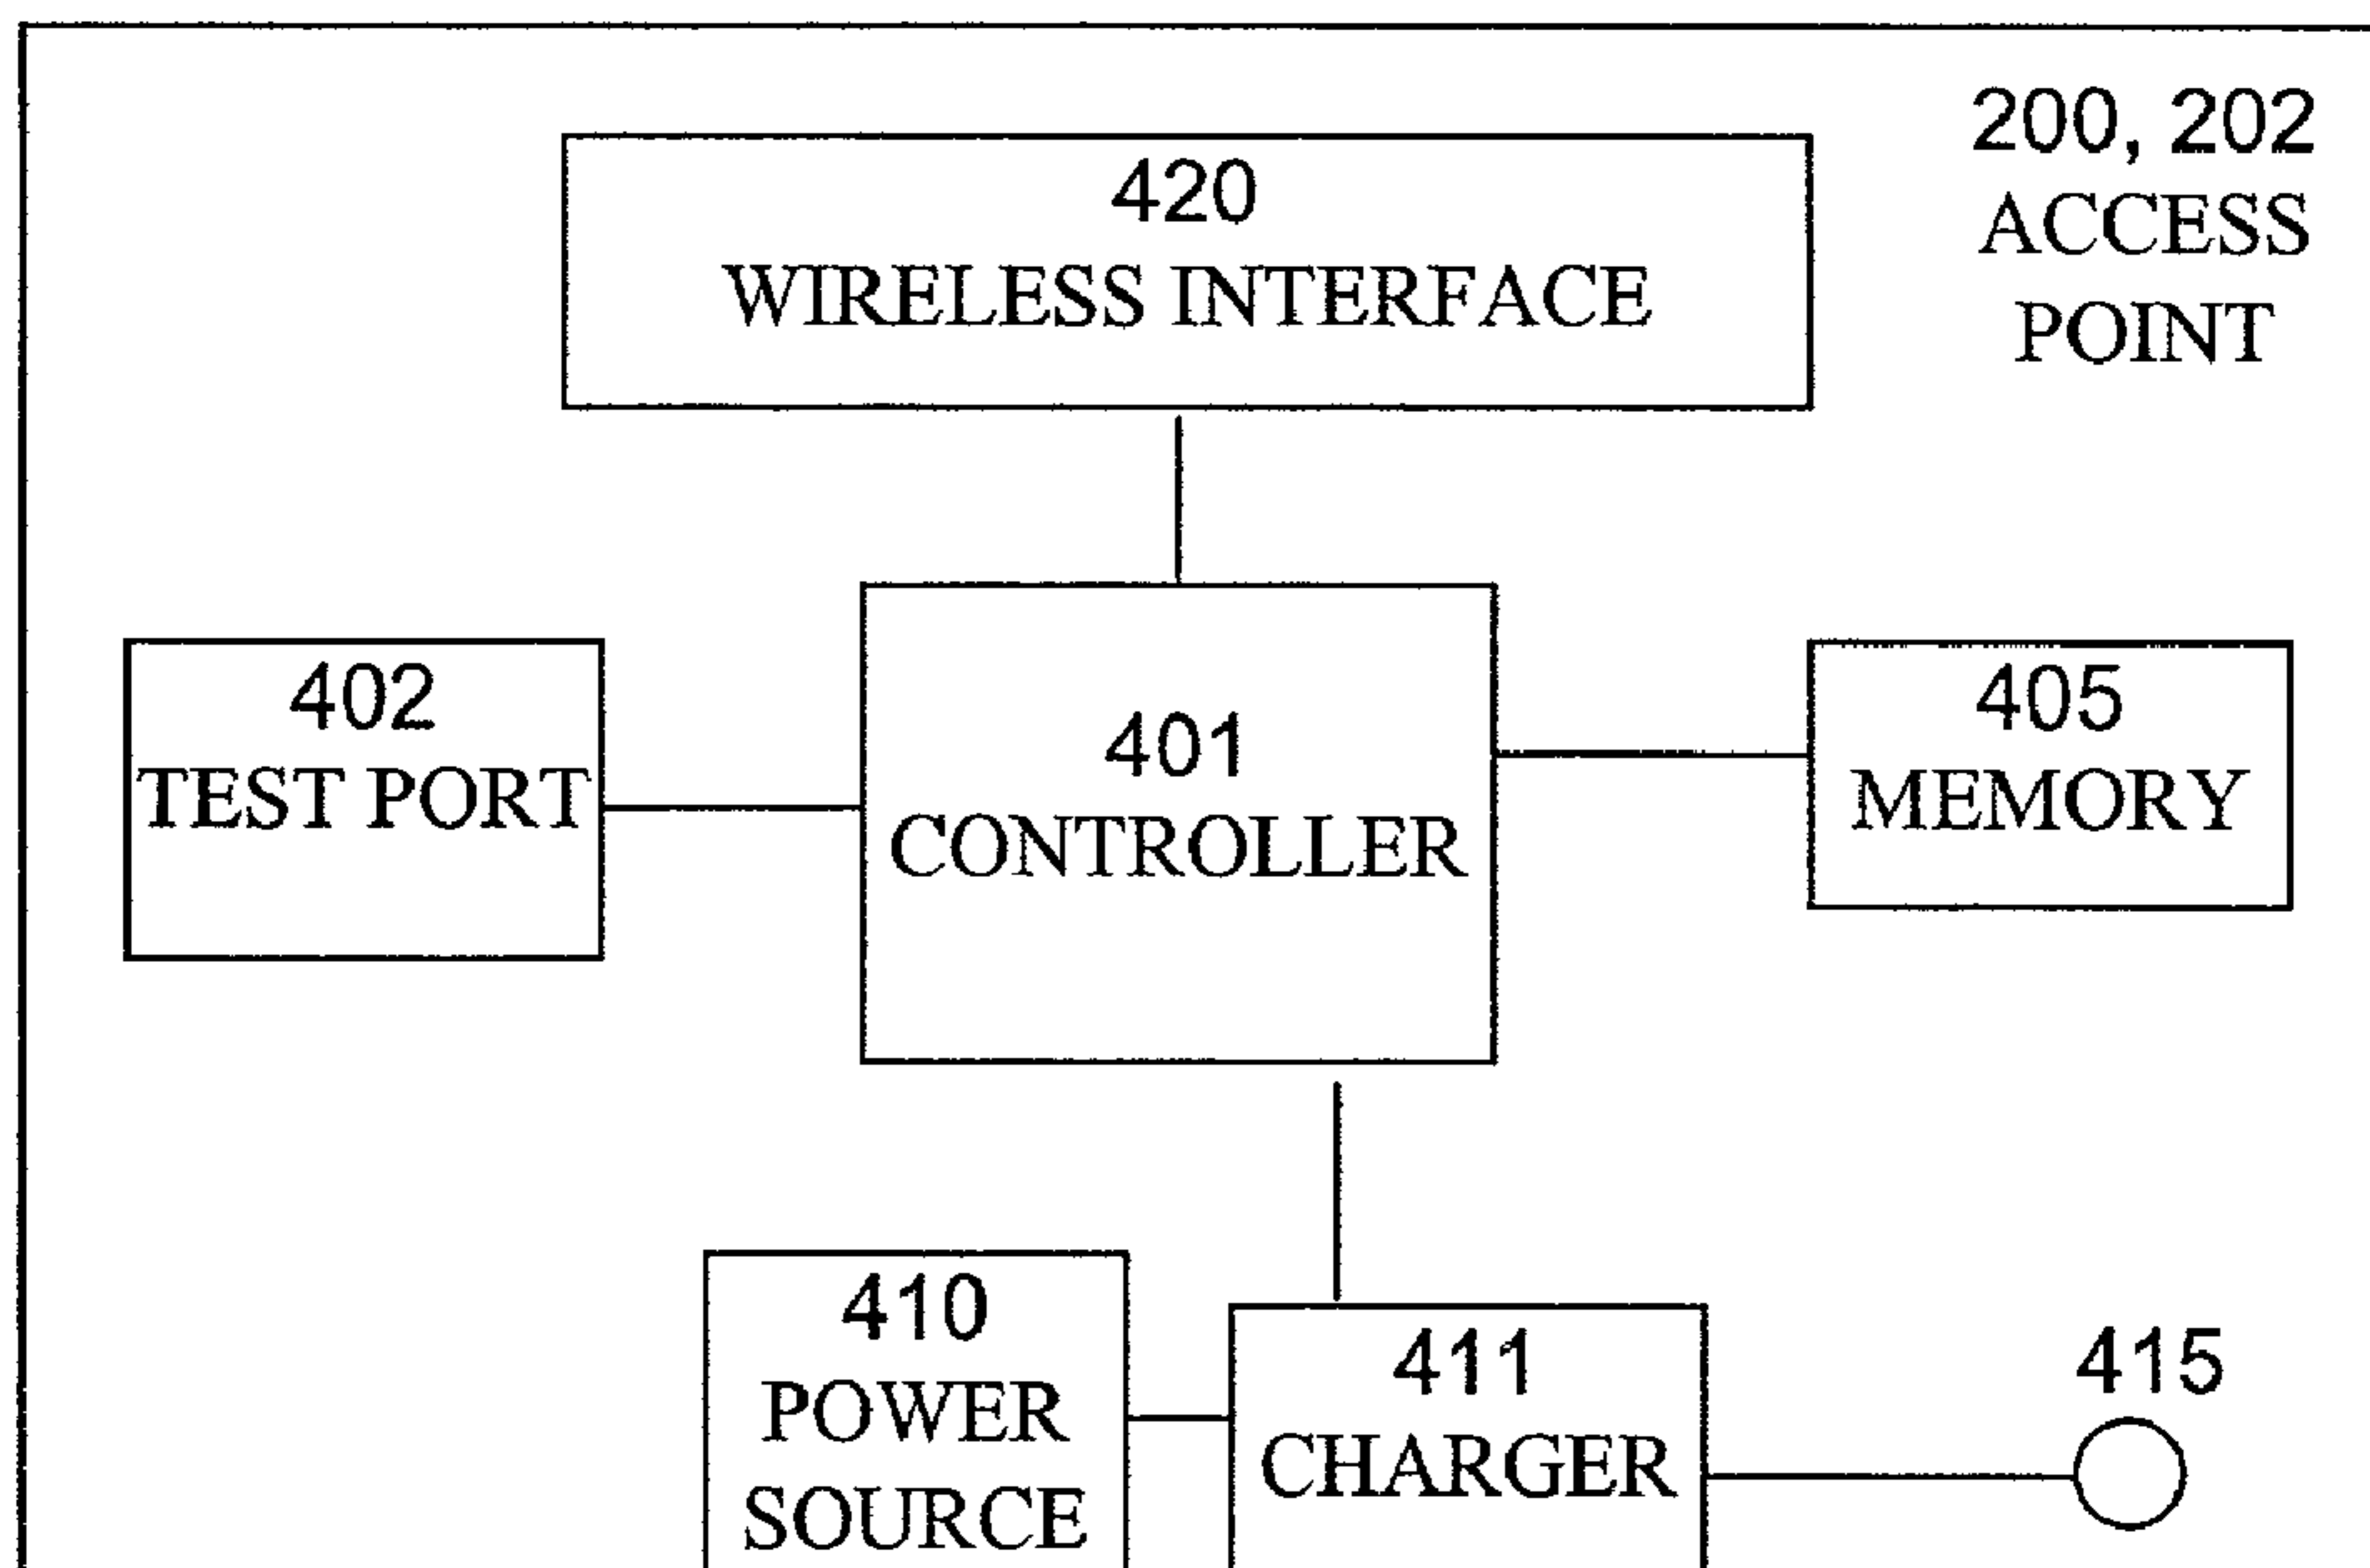 200, 202
ACCESS
POINT
420
WIRELESS INTERFACE
402
TEST PORT
401
CONTROLLER
405
MEMORY
410
POWER
SOURCE
411
CHARGER
415